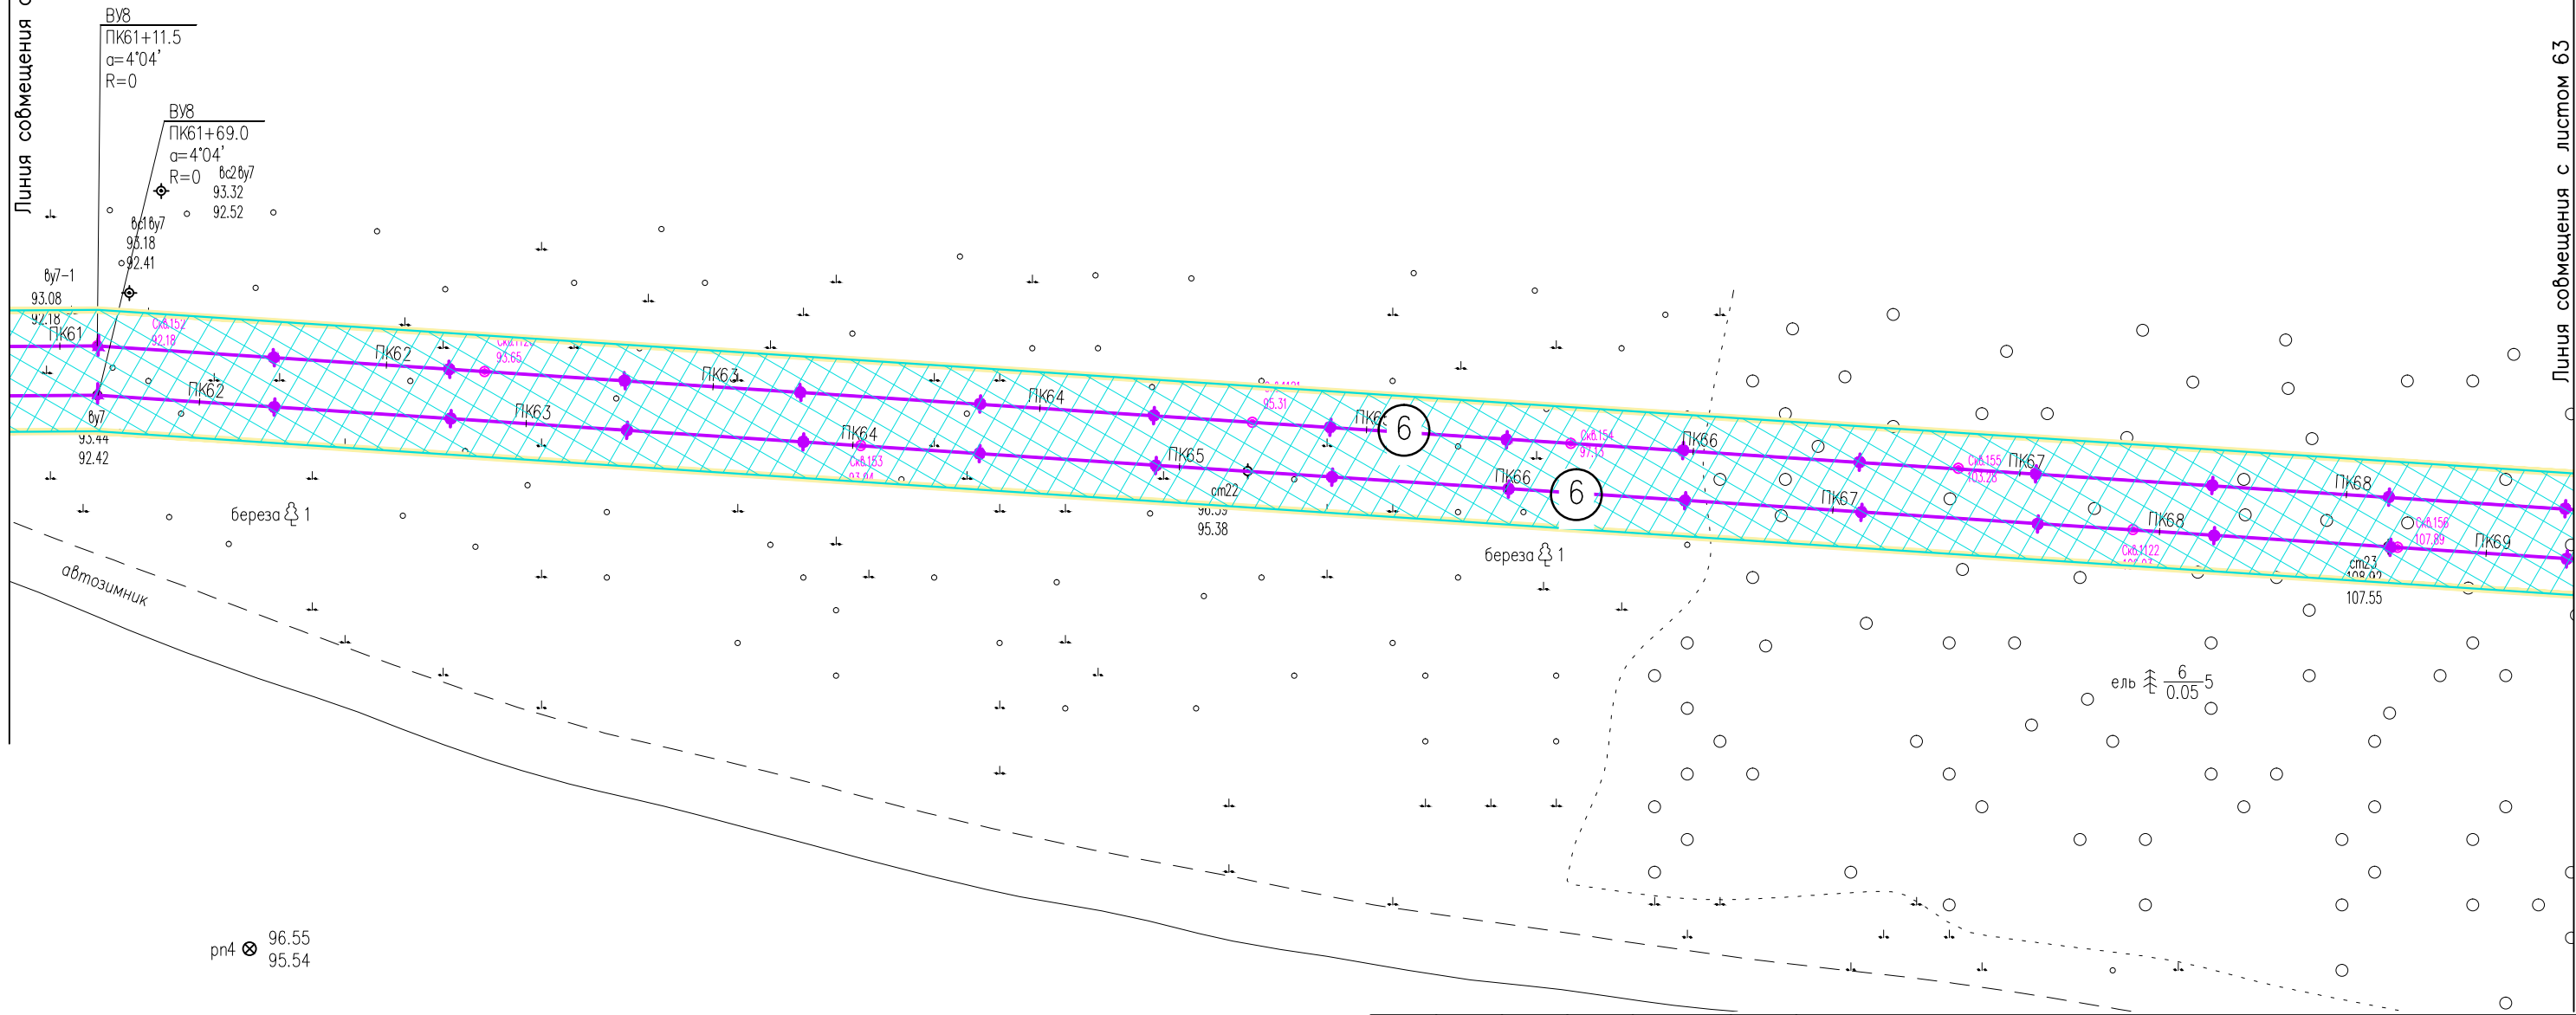 Линия совмещения с
ВУ8
ПК61+11.5
α=4°04'
R=0
ВУ8
ПК61+69.0
α=4°04'
R=0
вс2ву7
93.32
92.52
вс1ву7
93.18
92.41
ву7-1
93.08
92.18
ПК61
Скв.152
92.18
ПК62
93.65
ПК63
ПК64
95.31
6
Скв.154
97.13
ПК66
Скв.155
103.28
ПК67
ПК68
Линия совмещения с листом 63
ПК62
ПК63
ПК64
Скв.153
ПК65
ст22
95.38
ПК66
6
ПК67
ПК68
Скв.1122
Скв.156
107.89
ПК69
ст23
108.92
107.55
ву7
93.44
92.42
береза 1
береза 1
автозимник
ель 6
0.05 5
рп4
96.55
95.54